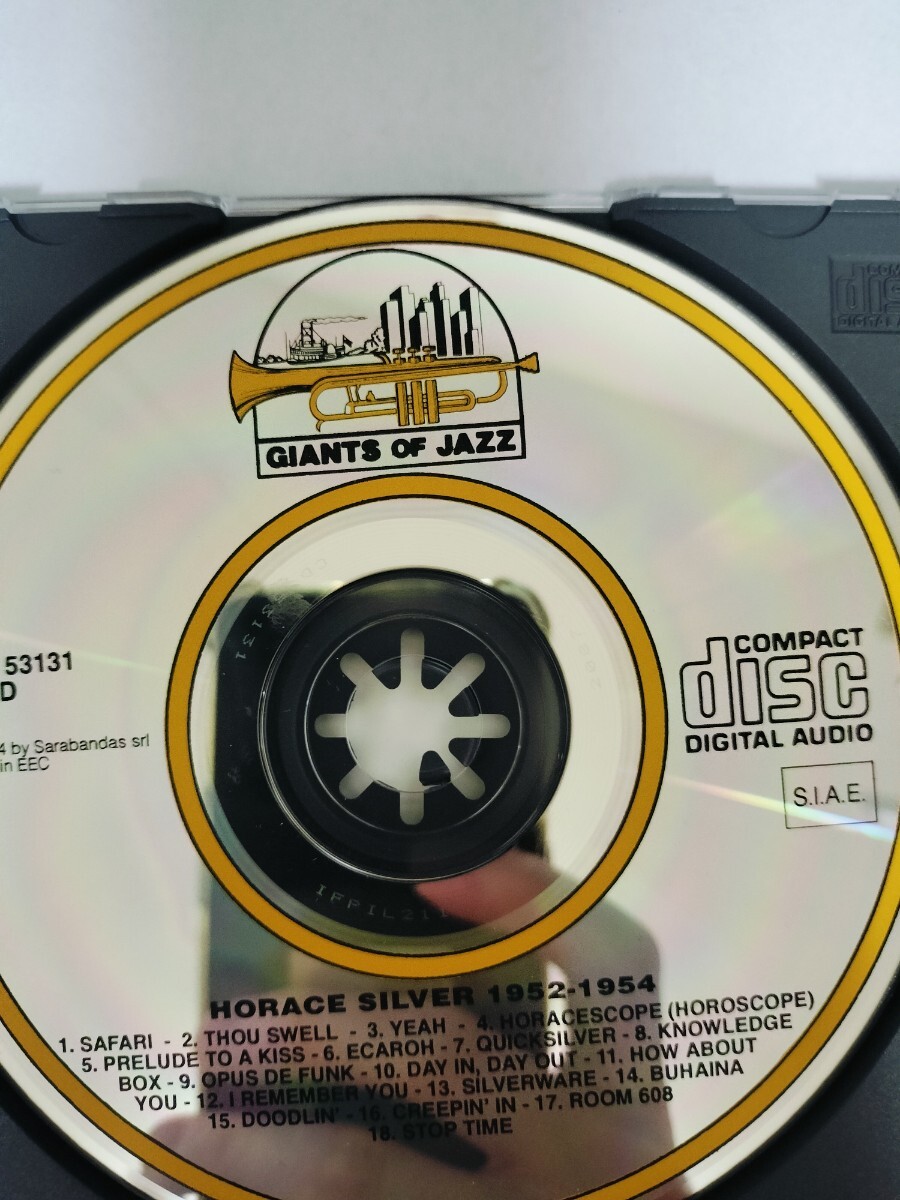 GIANTS OF JAZZ
53131
D
4 by Sarabandas srl
in EEC
COMPACT
disc
DIGITAL AUDIO
S.I.A.E.
53131
IFPI L211
HORACE SILVER 1952-1954
1. SAFARI - 2. THOU SWELL - 3. YEAH - 4. HORACESCOPE (HOROSCOPE)
5. PRELUDE TO A KISS - 6. ECAROH - 7. QUICKSILVER - 8. KNOWLEDGE
BOX - 9. OPUS DE FUNK - 10. DAY IN, DAY OUT - 11. HOW ABOUT
YOU - 12. I REMEMBER YOU - 13. SILVERWARE - 14. BUHAINA
15. DOODLIN' - 16. CREEPIN' IN - 17. ROOM 608
18. STOP TIME